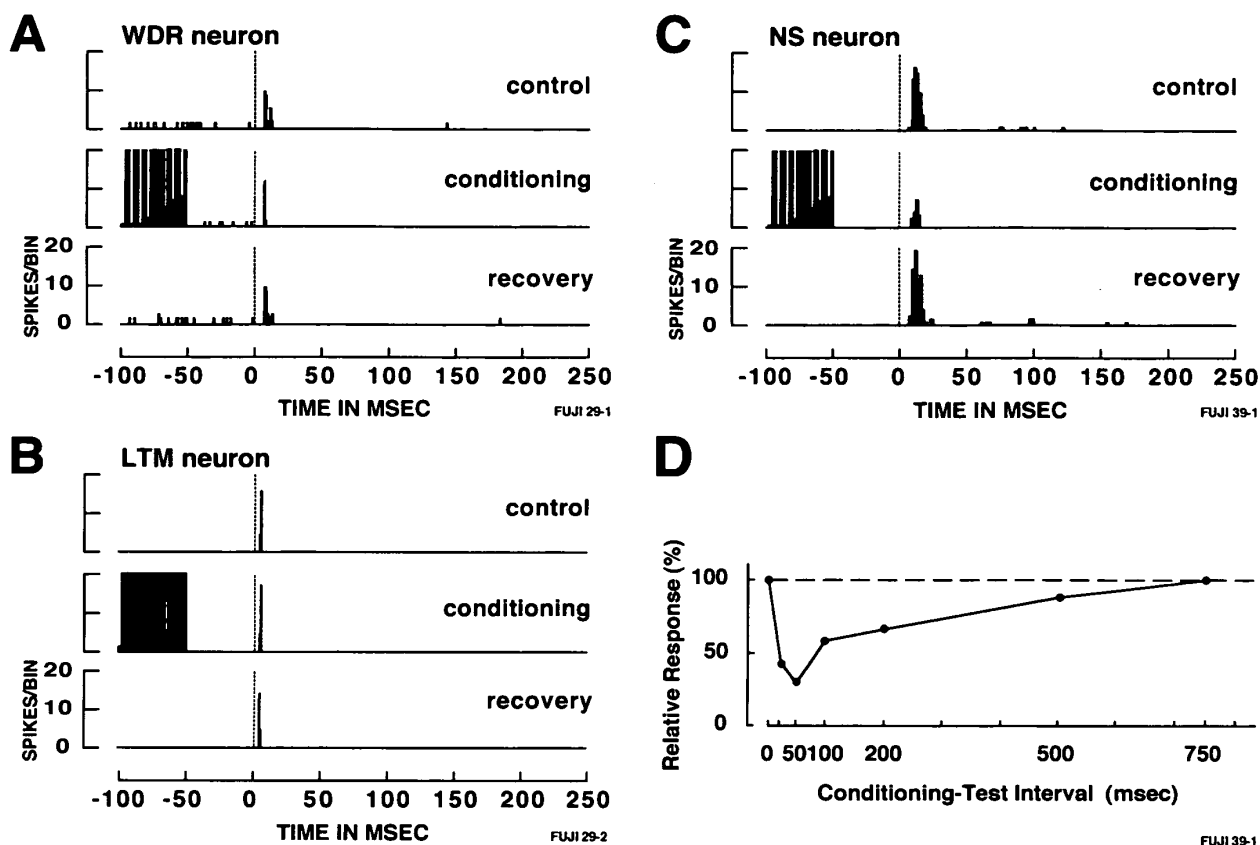 A
WDR neuron
control
conditioning
recovery
SPIKES/BIN
20
10
0
-100 -50 0 50 100 150 200 250
TIME IN MSEC
FUJI 29-1
B
LTM neuron
control
conditioning
recovery
SPIKES/BIN
20
10
0
-100 -50 0 50 100 150 200 250
TIME IN MSEC
FUJI 29-2
C
NS neuron
control
conditioning
recovery
SPIKES/BIN
20
10
0
-100 -50 0 50 100 150 200 250
TIME IN MSEC
FUJI 39-1
D
Relative Response (%)
100
50
0
0 50 100 200 500 750
Conditioning-Test Interval (msec)
FUJI 39-1